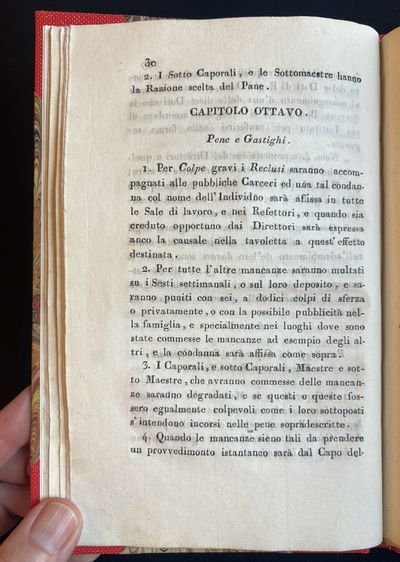 30
2. I Sotto Caporali, e le Sottomaestre hanno
la Razione scelta del Pane.
CAPITOLO OTTAVO.
Pene e Gastighi.
1. Per Colpe gravi i Reclusi saranno accom-
pagnati alle pubbliche Carceri ed una tal condan-
na col nome dell'Individno sarà affissa in tutte
le Sale di lavoro, e nei Refettori, e quando sia
creduto opportuno dai Direttori sarà espressa
anco la causale nella tavoletta a quest'effetto
destinata.
2. Per tutte l'altre mancanze saranno multati
su i Sesti settimanali, o sul loro deposito, e sa-
ranno puniti con sei, a dodici colpi di sferza
o privatamente, o con la possibile pubblicità nel-
la famiglia, e specialmente nei luoghi dove sono
state commesse le mancanze ad esempio degli al-
tri, e la condanna sarà affissa come sopra.
3. I Caporali, e sotto Caporali, Maestre e sot-
to Maestre, che avranno commesse delle mancan-
ze saranno degradati, e se questi o queste fos-
sero egualmente colpevoli come i loro sottoposti
s'intendono incorsi nelle pene sopradescritte.
4. Quando le mancanze sieno tali da prendere
un provvedimento istantaneo sarà dal Capo del-